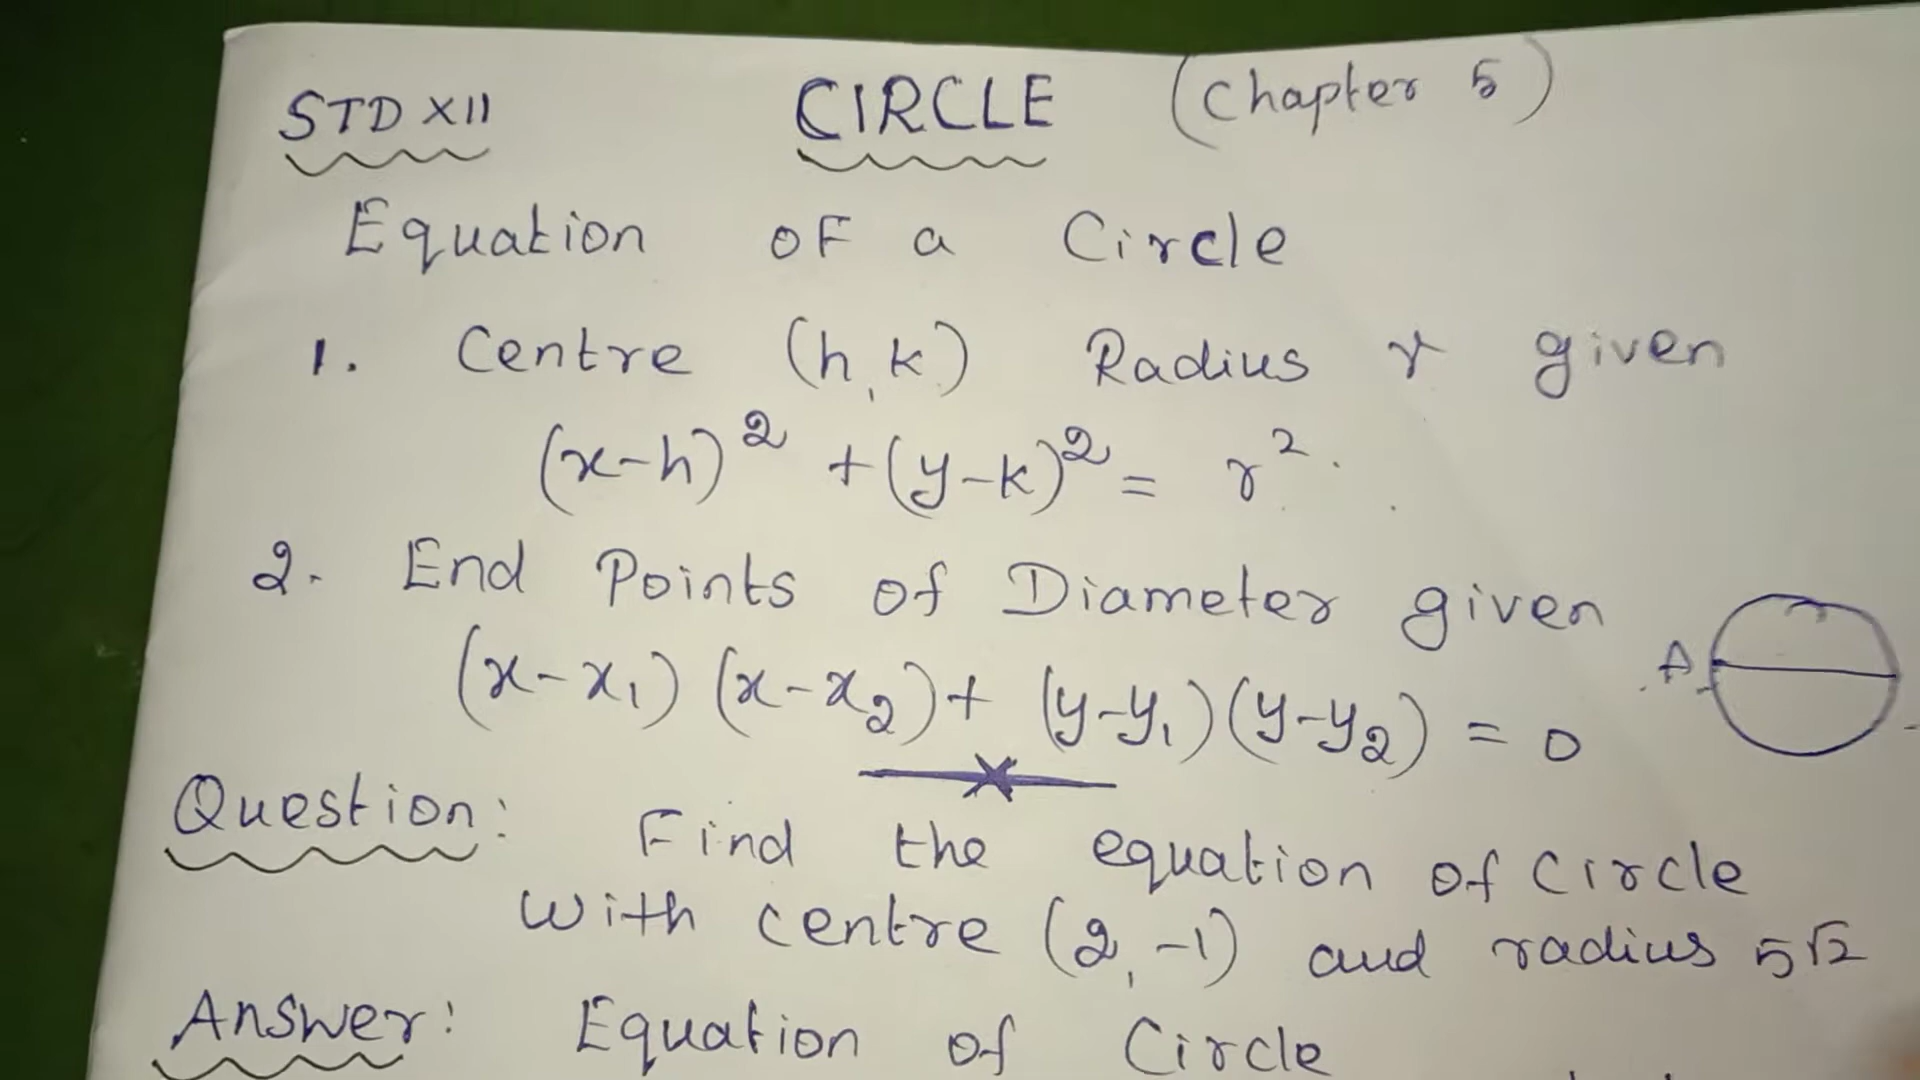 STD XII CIRCLE (Chapter 5)
Equation OF a Circle
1. Centre (h,k) Radius r given
(x-h)² + (y-k)² = r².
2. End Points of Diameter given
(x-x₁) (x-x₂) + (y-y₁) (y-y₂) = 0
A
Question: Find the equation of Circle
with centre (2,-1) and radius 5√2
Answer: Equation of Circle